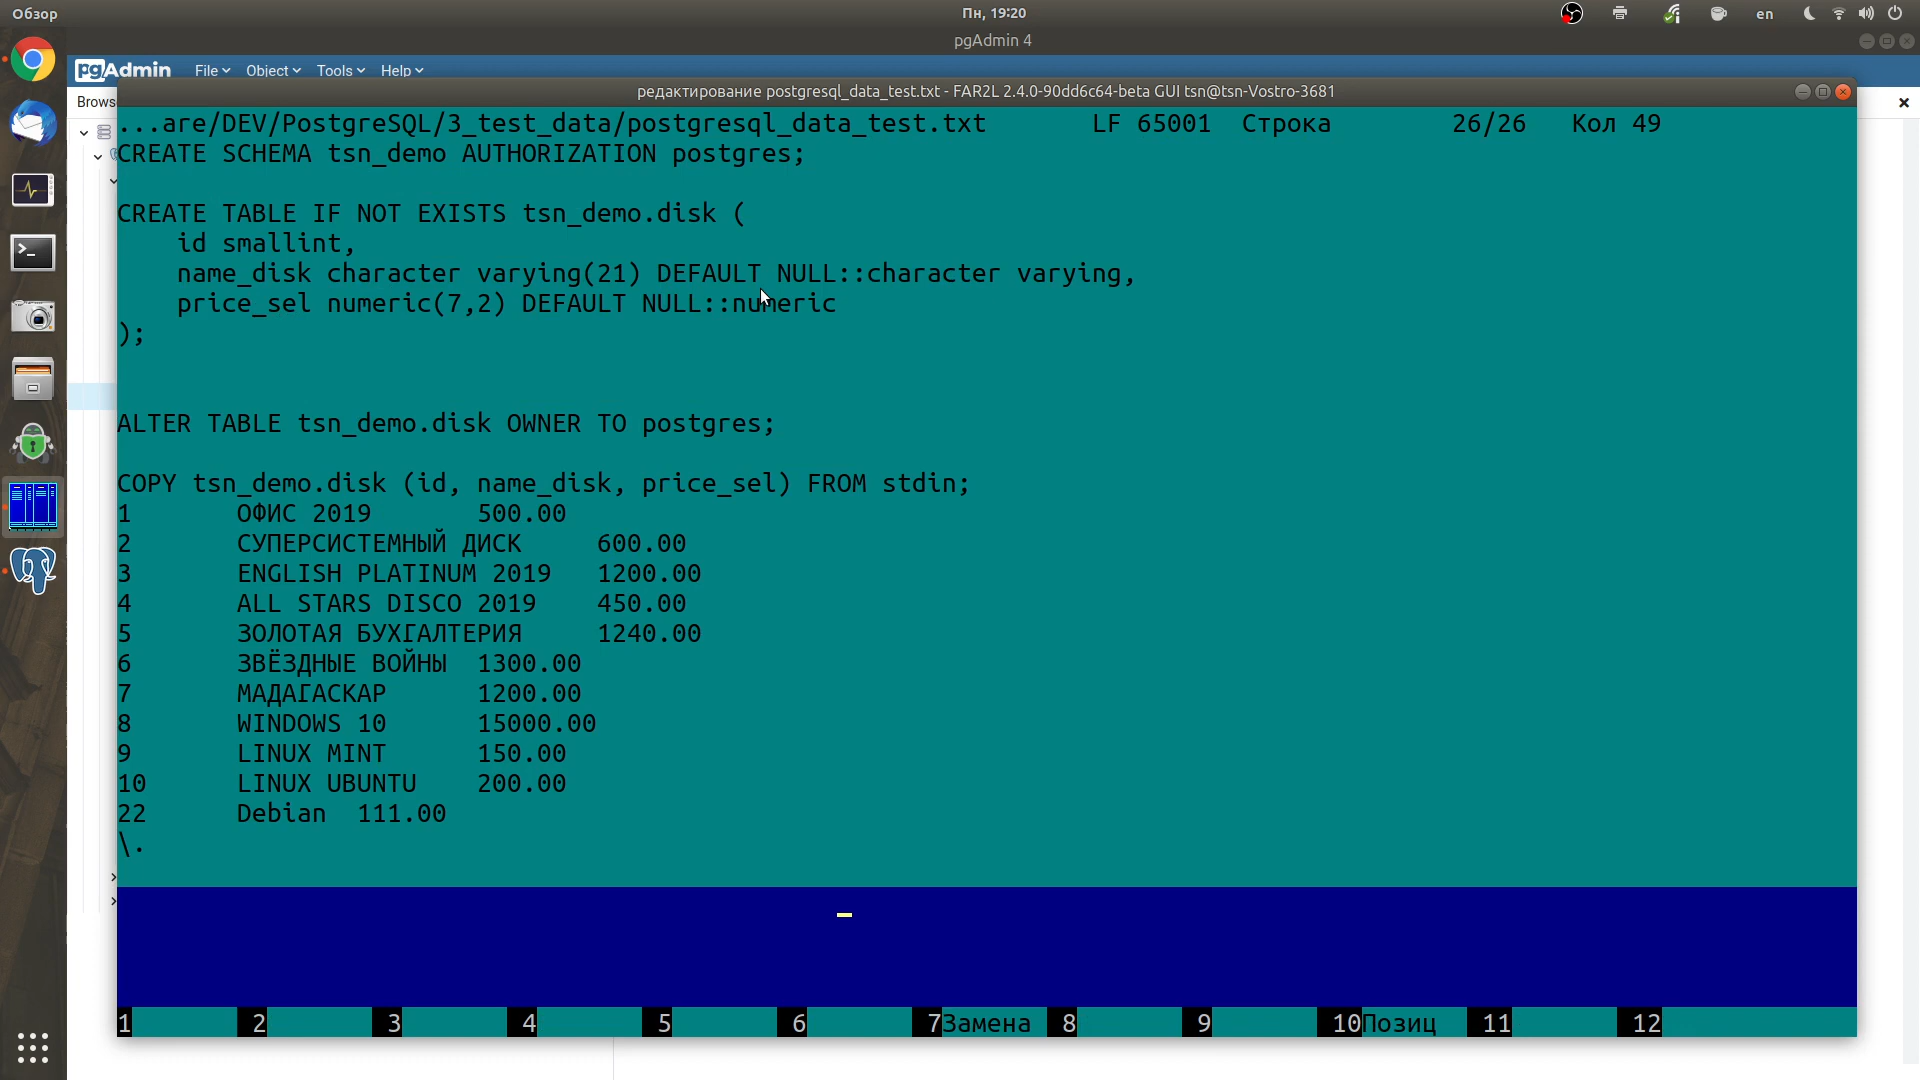 Обзор
Пн, 19:20
en
pgAdmin 4
pgAdmin File Object Tools Help
Brows
редактирование postgresql_data_test.txt - FAR2L 2.4.0-90dd6c64-beta GUI tsn@tsn-Vostro-3681
...are/DEV/PostgreSQL/3_test_data/postgresql_data_test.txt LF 65001 Строка 26/26 Кол 49
CREATE SCHEMA tsn_demo AUTHORIZATION postgres;
CREATE TABLE IF NOT EXISTS tsn_demo.disk (
id smallint,
name_disk character varying(21) DEFAULT NULL::character varying,
price_sel numeric(7,2) DEFAULT NULL::numeric
);
ALTER TABLE tsn_demo.disk OWNER TO postgres;
COPY tsn_demo.disk (id, name_disk, price_sel) FROM stdin;
1 ОФИС 2019 500.00
2 СУПЕРСИСТЕМНЫЙ ДИСК 600.00
3 ENGLISH PLATINUM 2019 1200.00
4 ALL STARS DISCO 2019 450.00
5 ЗОЛОТАЯ БУХГАЛТЕРИЯ 1240.00
6 ЗВЁЗДНЫЕ ВОЙНЫ 1300.00
7 МАДАГАСКАР 1200.00
8 WINDOWS 10 15000.00
9 LINUX MINT 150.00
10 LINUX UBUNTU 200.00
22 Debian 111.00
\.
1 2 3 4 5 6 7Замена 8 9 10Позиц 11 12